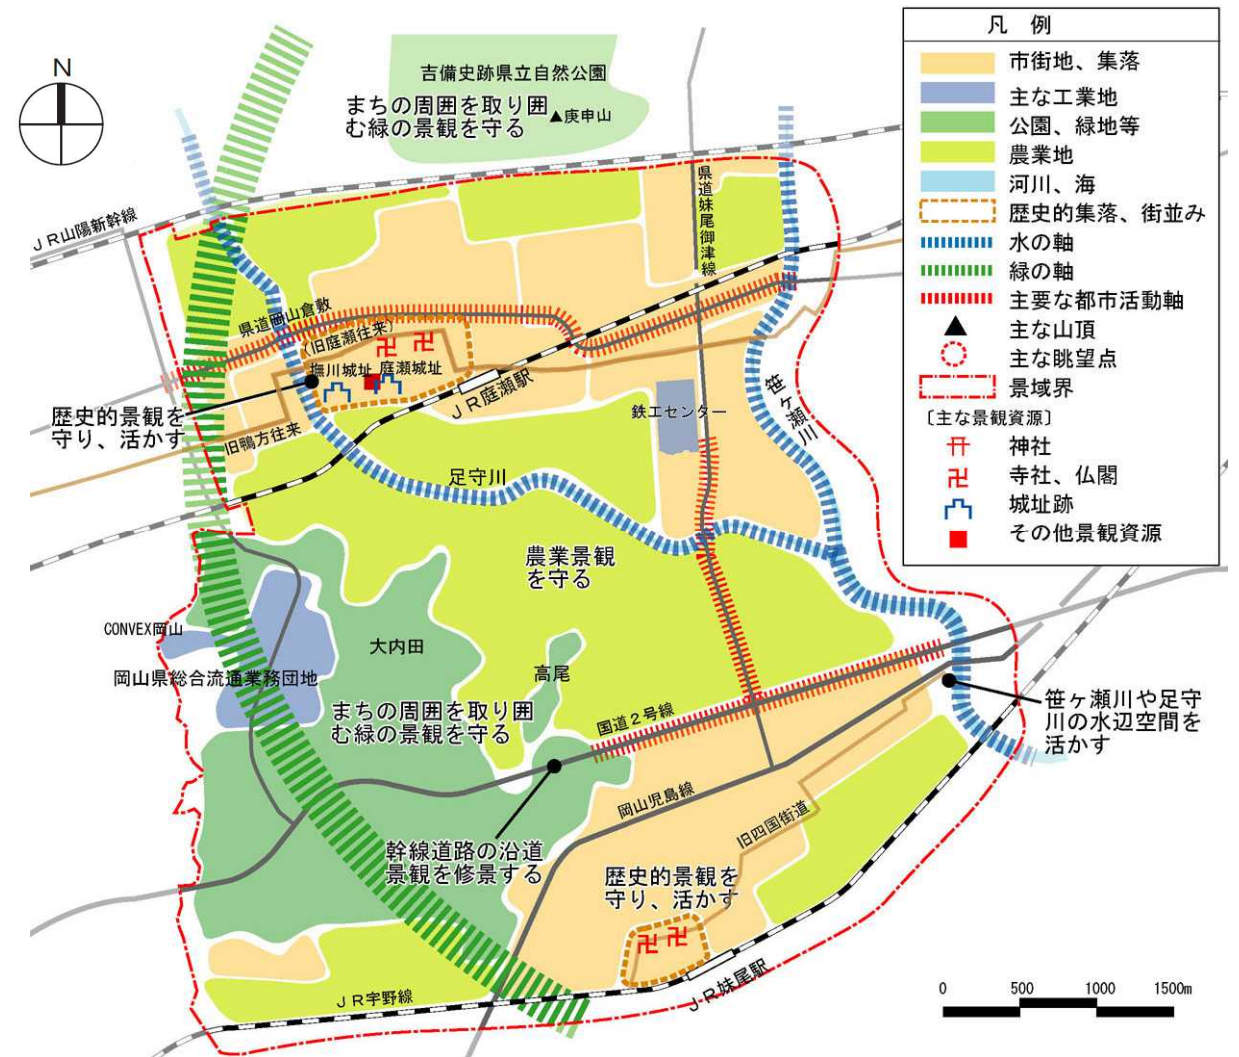 凡 例
市街地、集落
主な工業地
公園、緑地等
農業地
河川、海
歴史的集落、街並み
水の軸
緑の軸
主要な都市活動軸
主な山頂
主な眺望点
景域界
〔主な景観資源〕
神社
寺社、仏閣
城址跡
その他景観資源
N
吉備史跡県立自然公園
まちの周囲を取り囲
む緑の景観を守る
▲庚申山
JR山陽新幹線
県道妹尾御津線
県道岡山倉敷
(旧庭瀬往来)
撫川城址 庭瀬城址
JR庭瀬駅
歴史的景観を
守り、活かす
旧鴨方往来
鉄工センター
笹ヶ瀬川
足守川
農業景観
を守る
CONVEX岡山
岡山県総合流通業務団地
大内田
高尾
まちの周囲を取り囲
む緑の景観を守る
国道2号線
笹ヶ瀬川や足守
川の水辺空間を
活かす
岡山児島線
旧四国街道
幹線道路の沿道
景観を修景する
歴史的景観を
守り、活かす
JR宇野線
JR妹尾駅
0 500 1000 1500m